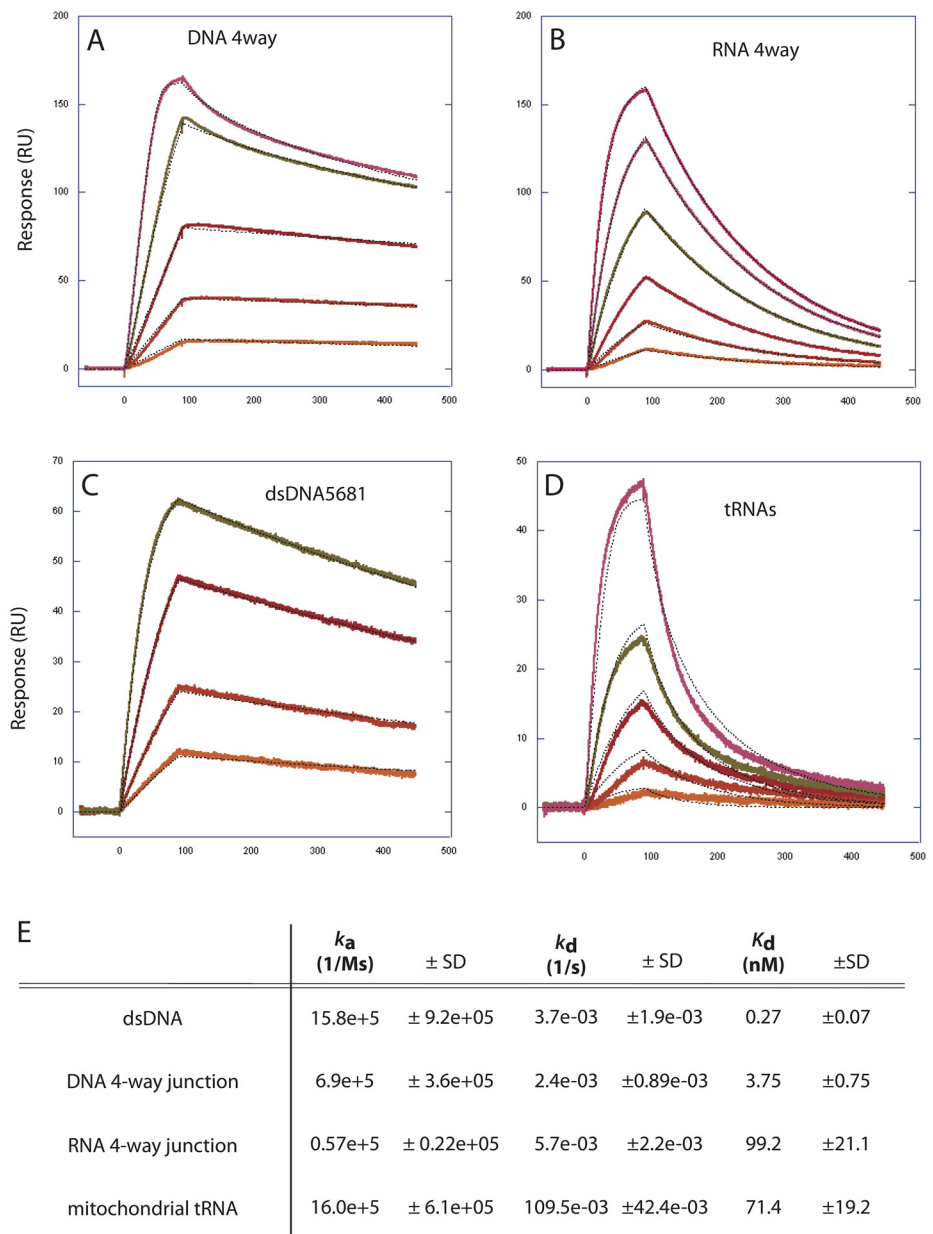 A DNA 4way
200
150
100
50
0
Response (RU)
0 100 200 300 400 500
B RNA 4way
200
150
100
50
0
0 100 200 300 400 500
C dsDNA5681
70
60
50
40
30
20
10
0
Response (RU)
0 100 200 300 400 500
D tRNAs
50
40
30
20
10
0
0 100 200 300 400 500
E
ka (1/Ms) ± SD kd (1/s) ± SD Kd (nM) ±SD
dsDNA 15.8e+5 ± 9.2e+05 3.7e-03 ±1.9e-03 0.27 ±0.07
DNA 4-way junction 6.9e+5 ± 3.6e+05 2.4e-03 ±0.89e-03 3.75 ±0.75
RNA 4-way junction 0.57e+5 ± 0.22e+05 5.7e-03 ±2.2e-03 99.2 ±21.1
mitochondrial tRNA 16.0e+5 ± 6.1e+05 109.5e-03 ±42.4e-03 71.4 ±19.2